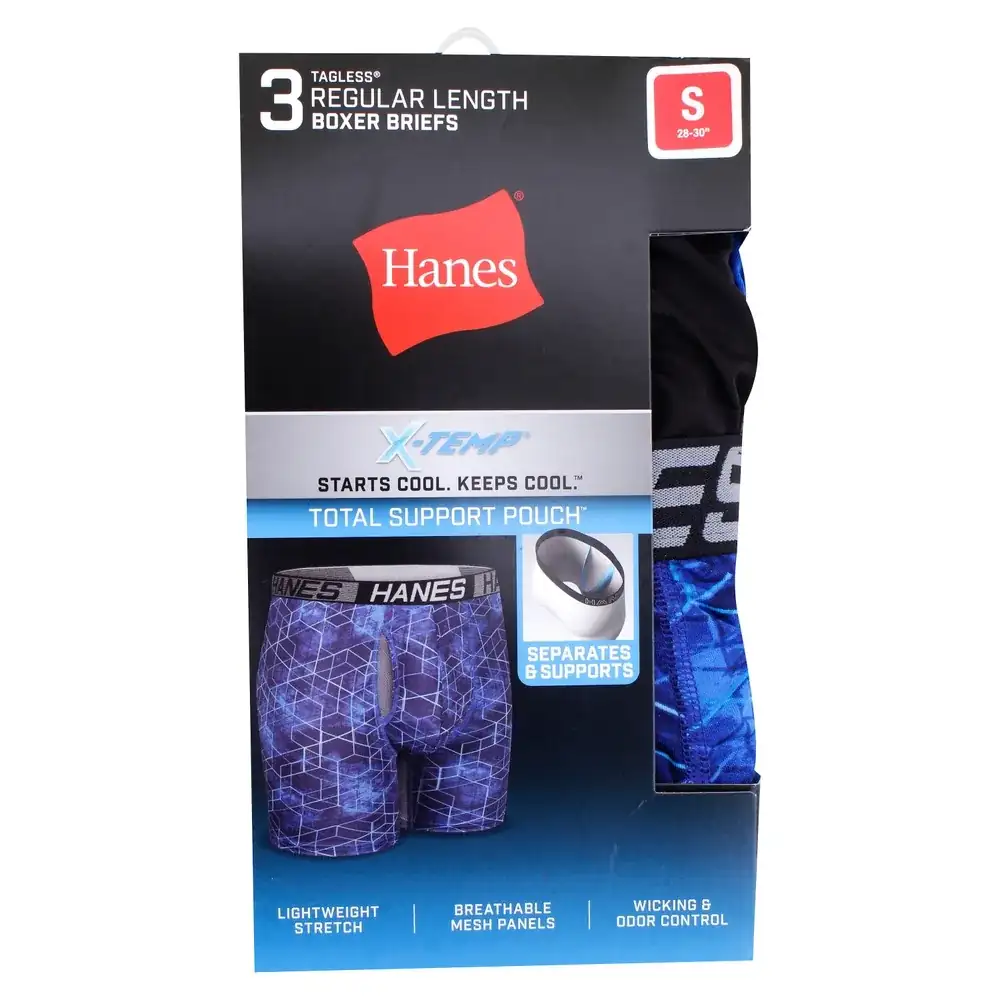 3
TAGLESS®
REGULAR LENGTH
BOXER BRIEFS
S
28-30"
Hanes®
X-TEMP®
STARTS COOL. KEEPS COOL.™
TOTAL SUPPORT POUCH™
HANES HANES
SEPARATES
& SUPPORTS
LIGHTWEIGHT
STRETCH
BREATHABLE
MESH PANELS
WICKING &
ODOR CONTROL